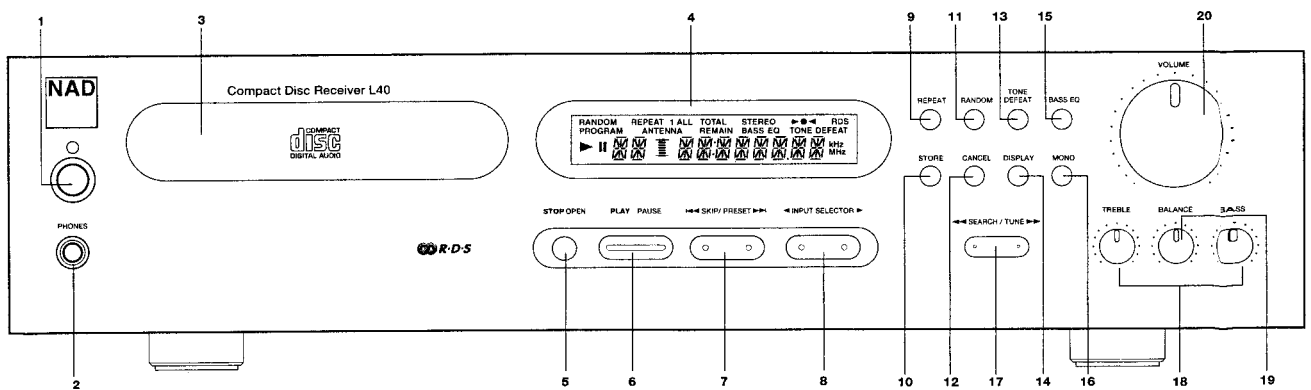 1 3 4 9 11 13 15 20
NAD
Compact Disc Receiver L40
COMPACT
disc
DIGITAL AUDIO
RANDOM REPEAT 1 ALL TOTAL STEREO RDS
PROGRAM ANTENNA REMAIN BASS EQ TONE DEFEAT
kHz
MHz
REPEAT RANDOM TONE DEFEAT BASS EQ
VOLUME
STORE CANCEL DISPLAY MONO
PHONES
R·D·S
STOP OPEN PLAY PAUSE ⏮ SKIP/ PRESET ⏭ ◄ INPUT SELECTOR ►
◄◄ SEARCH / TUNE ►►
TREBLE BALANCE BASS
2 5 6 7 8 10 12 17 14 16 18 19